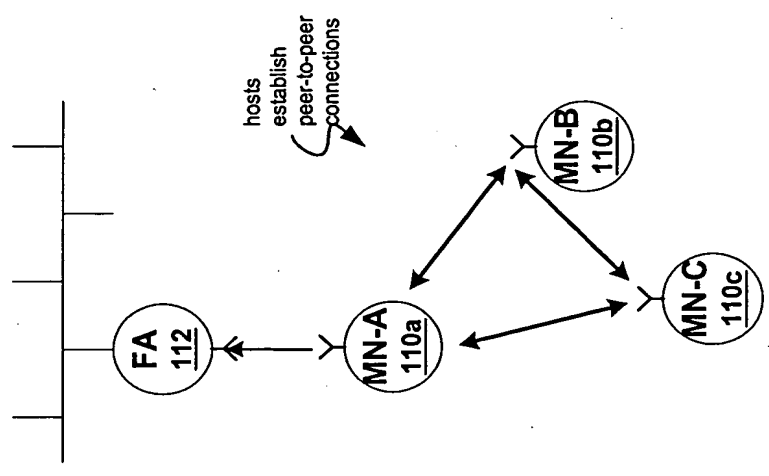 FA
112
MN-A
110a
hosts
establish
peer-to-peer
connections
MN-B
110b
MN-C
110c